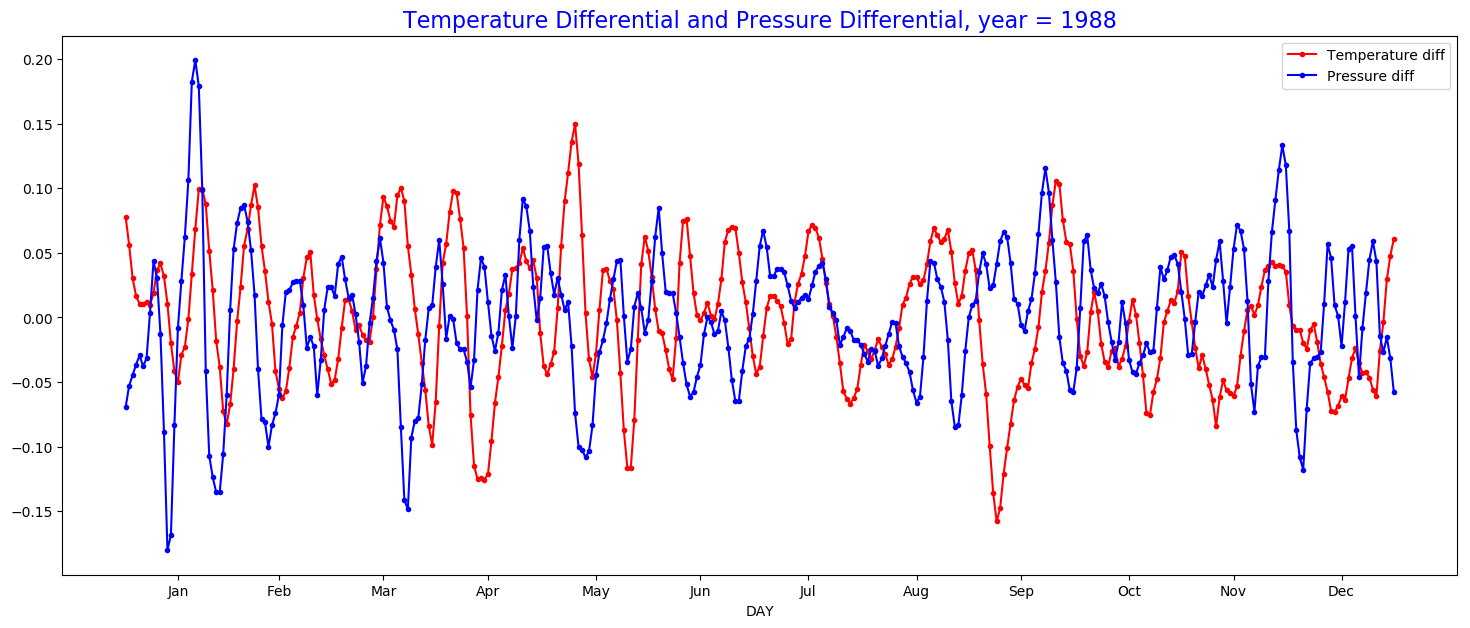 Temperature Differential and Pressure Differential, year = 1988
Temperature diff
Pressure diff
0.20
0.15
0.10
0.05
0.00
−0.05
−0.10
−0.15
Jan Feb Mar Apr May Jun Jul Aug Sep Oct Nov Dec
DAY